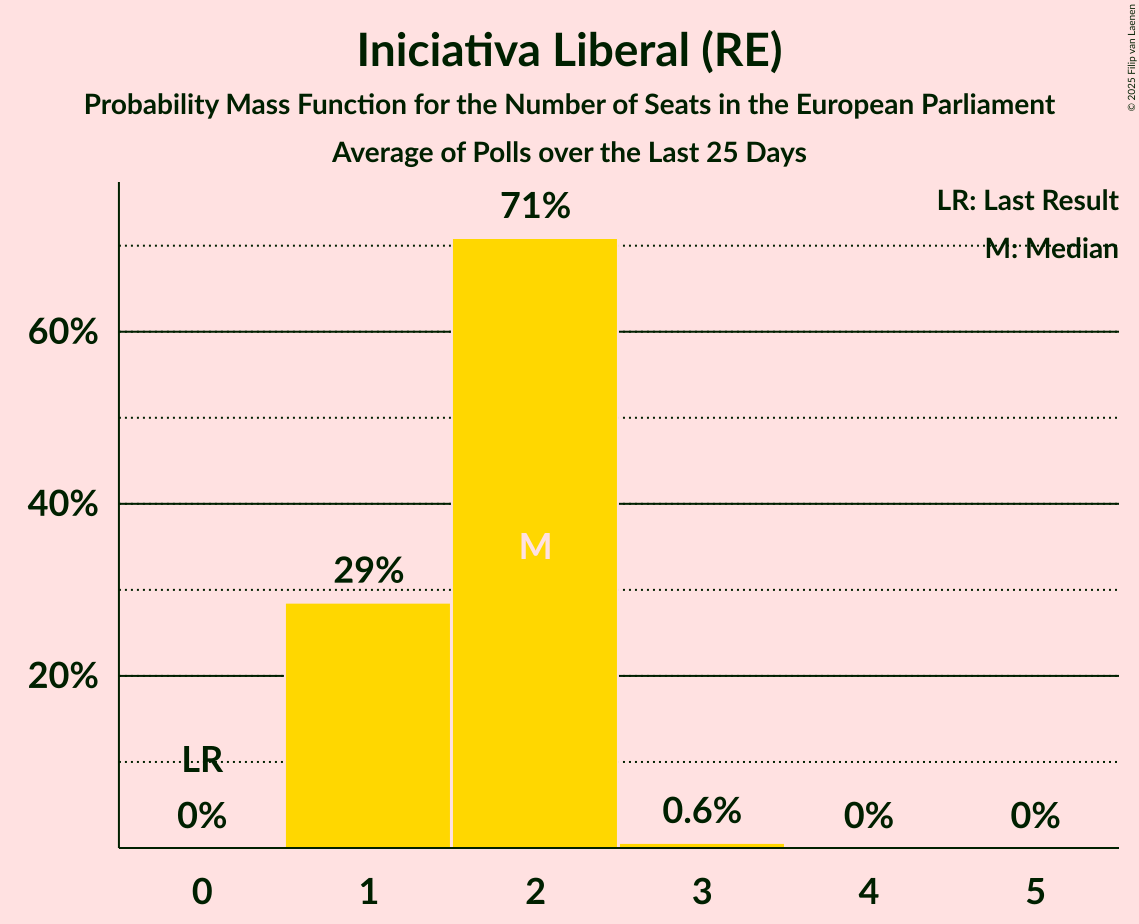 Iniciativa Liberal (RE)
Probability Mass Function for the Number of Seats in the European Parliament
Average of Polls over the Last 25 Days
© 2025 Filip van Laenen
LR: Last Result
M: Median
71%
60%
40%
M
29%
20%
LR
0%
0.6%
0%
0%
0 1 2 3 4 5